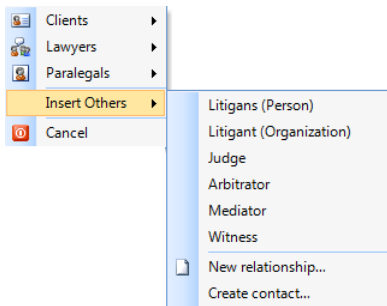 Clients
Lawyers
Paralegals
Insert Others
Cancel
Litigans (Person)
Litigant (Organization)
Judge
Arbitrator
Mediator
Witness
New relationship...
Create contact...